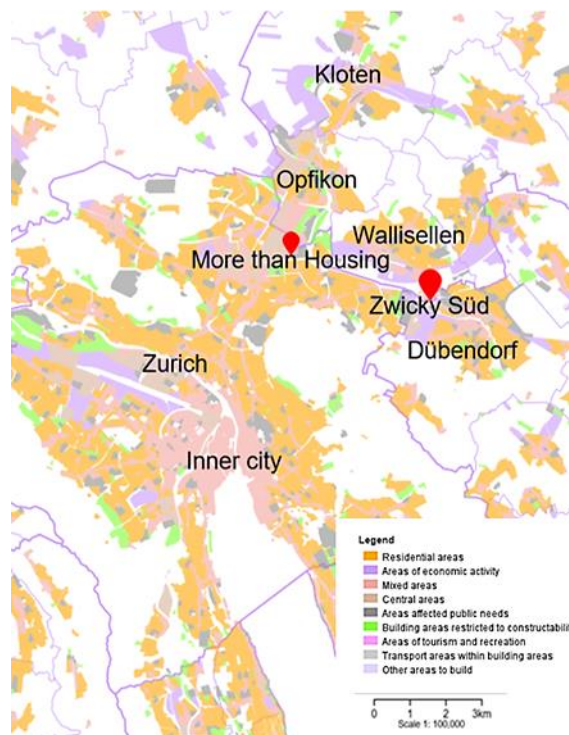 Kloten
Opfikon
Wallisellen
More than Housing
Zwicky Süd
Dübendorf
Zurich
Inner city
Legend
Residential areas
Areas of economic activity
Mixed areas
Central areas
Areas affected public needs
Building areas restricted to constructabili
Areas of tourism and recreation
Transport areas within building areas
Other areas to build
0 1 2 3km
Scale 1: 100,000